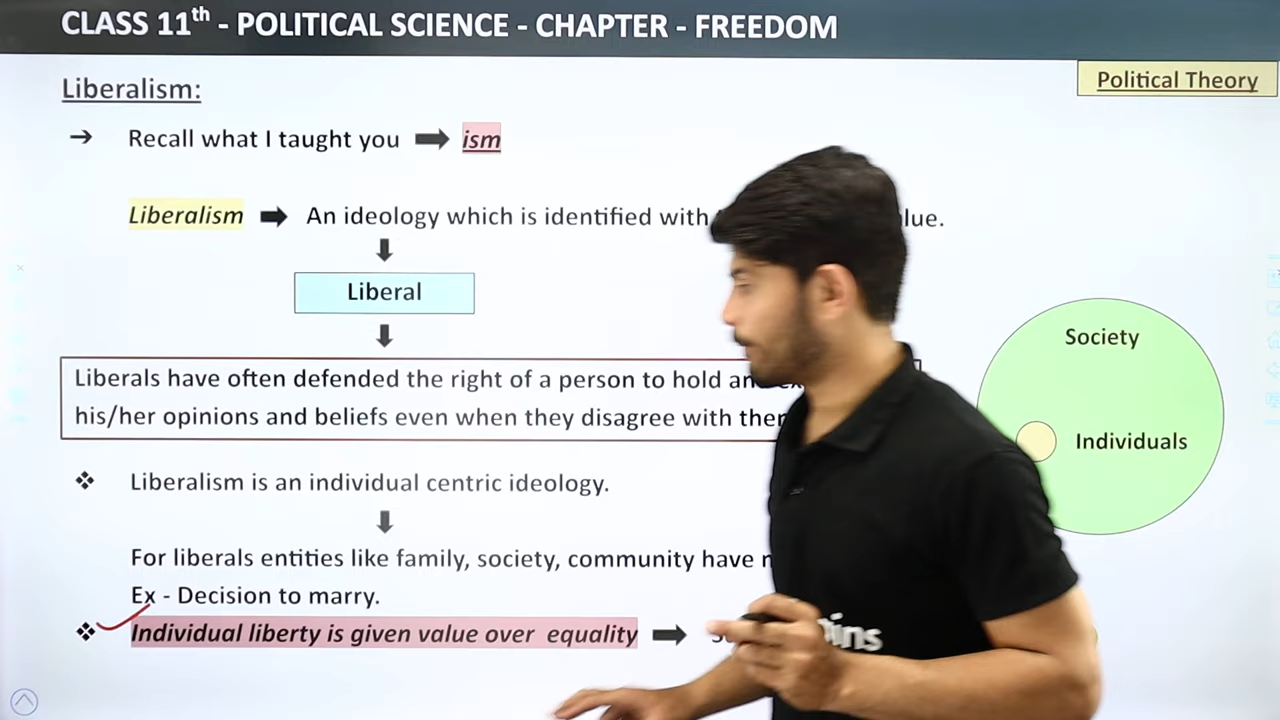 CLASS 11th - POLITICAL SCIENCE - CHAPTER - FREEDOM
Political Theory
Liberalism:
→ Recall what I taught you ➡ ism
Liberalism ➡ An ideology which is identified with
Liberal
Liberals have often defended the right of a person to hold
his/her opinions and beliefs even when they disagree with
❖ Liberalism is an individual centric ideology.
For liberals entities like family, society, community have
Ex - Decision to marry.
❖ Individual liberty is given value over equality ➡
Society
Individuals